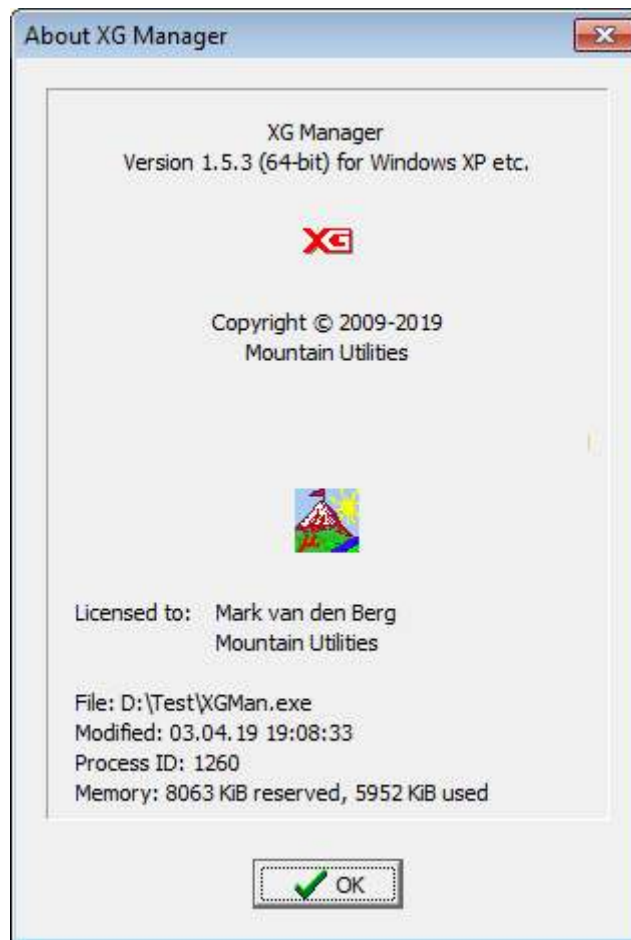 About XG Manager
XG Manager
Version 1.5.3 (64-bit) for Windows XP etc.
XG
Copyright © 2009-2019
Mountain Utilities
μ.
Licensed to: Mark van den Berg
Mountain Utilities
File: D:\Test\XGMan.exe
Modified: 03.04.19 19:08:33
Process ID: 1260
Memory: 8063 KiB reserved, 5952 KiB used
OK